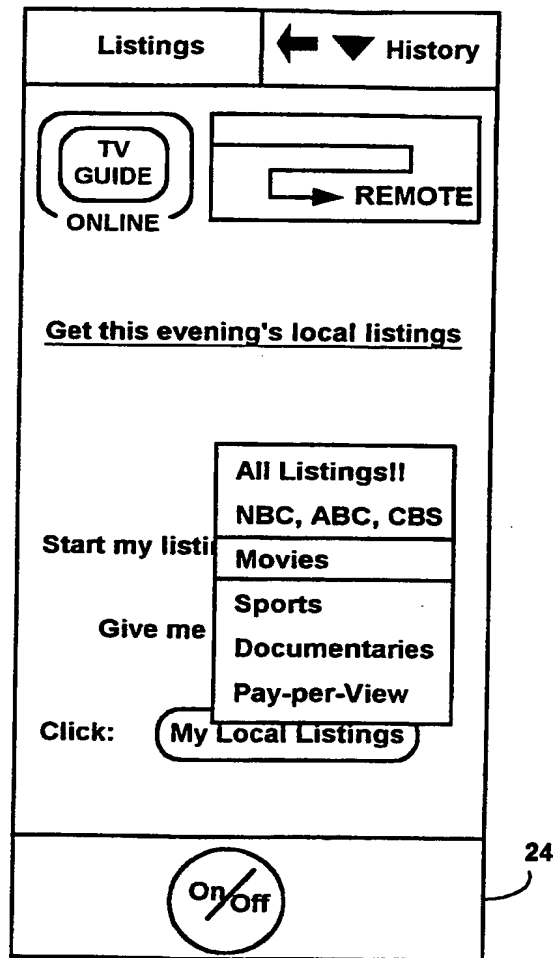 Listings
History
TV
GUIDE
ONLINE
REMOTE
Get this evening's local listings
All Listings!!
NBC, ABC, CBS
Start my listi
Movies
Sports
Give me
Documentaries
Pay-per-View
Click:
My Local Listings
24
On/Off